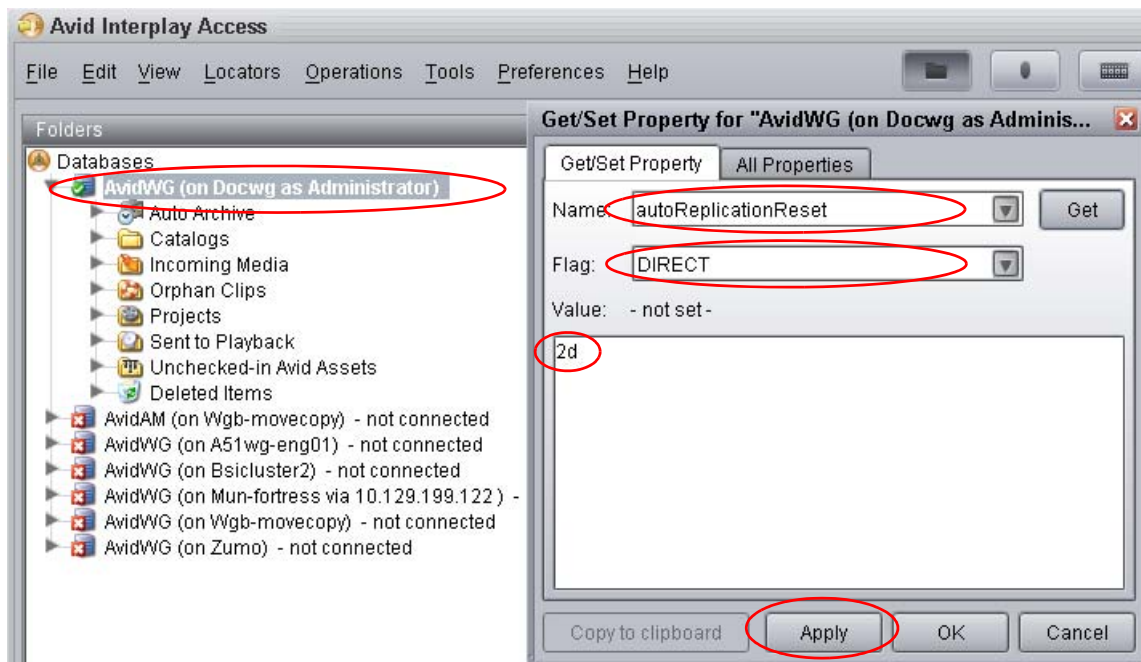 Avid Interplay Access
File Edit View Locators Operations Tools Preferences Help
Folders
Databases
AvidWG (on Docwg as Administrator)
Auto Archive
Catalogs
Incoming Media
Orphan Clips
Projects
Sent to Playback
Unchecked-in Avid Assets
Deleted Items
AvidAM (on Wgb-movecopy) - not connected
AvidWG (on A51wg-eng01) - not connected
AvidWG (on Bsicluster2) - not connected
AvidWG (on Mun-fortress via 10.129.199.122 ) -
AvidWG (on Wgb-movecopy) - not connected
AvidWG (on Zumo) - not connected
Get/Set Property for "AvidWG (on Docwg as Adminis...
Get/Set Property All Properties
Name: autoReplicationReset Get
Flag: DIRECT
Value: - not set -
2d
Copy to clipboard Apply OK Cancel